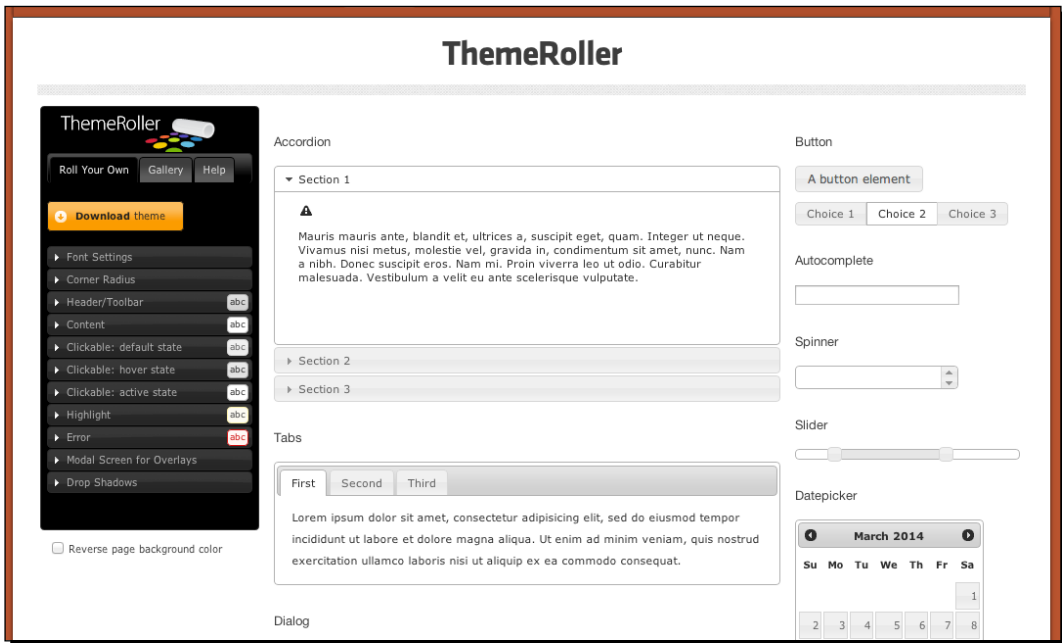 ThemeRoller
ThemeRoller
Roll Your Own
Gallery
Help
Download theme
Font Settings
Corner Radius
Header/Toolbar abc
Content abc
Clickable: default state abc
Clickable: hover state abc
Clickable: active state abc
Highlight abc
Error abc
Modal Screen for Overlays
Drop Shadows
Reverse page background color
Accordion
Section 1
Mauris mauris ante, blandit et, ultrices a, suscipit eget, quam. Integer ut neque.
Vivamus nisi metus, molestie vel, gravida in, condimentum sit amet, nunc. Nam
a nibh. Donec suscipit eros. Nam mi. Proin viverra leo ut odio. Curabitur
malesuada. Vestibulum a velit eu ante scelerisque vulputate.
Section 2
Section 3
Tabs
First
Second
Third
Lorem ipsum dolor sit amet, consectetur adipisicing elit, sed do eiusmod tempor
incididunt ut labore et dolore magna aliqua. Ut enim ad minim veniam, quis nostrud
exercitation ullamco laboris nisi ut aliquip ex ea commodo consequat.
Dialog
Button
A button element
Choice 1
Choice 2
Choice 3
Autocomplete
Spinner
Slider
Datepicker
March 2014
Su Mo Tu We Th Fr Sa
1
2 3 4 5 6 7 8